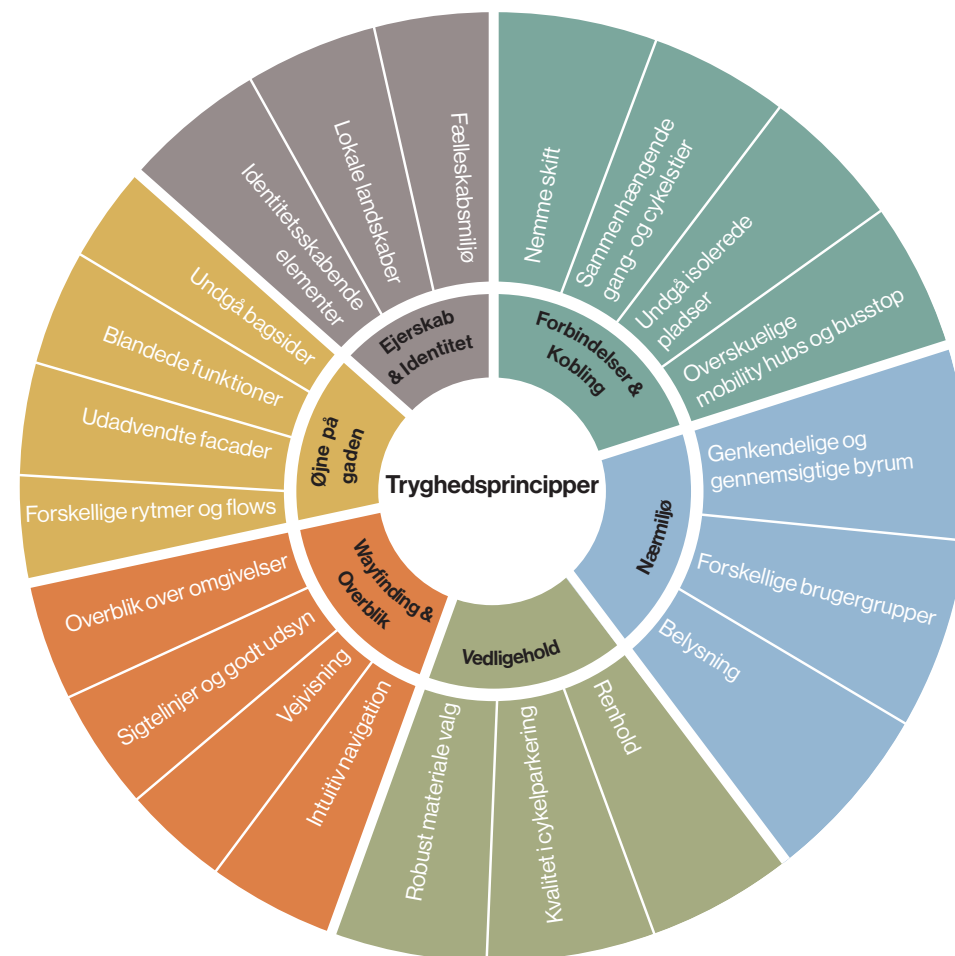 Tryghedsprincipper
Forbindelser &
Kobling
Nemme skift
Sammenhængende
gang- og cykelstier
Undgå isolerede
pladser
Overskuelige
mobility hubs og busstop
Nærmiljø
Genkendelige og
gennemsigtige byrum
Forskellige brugergrupper
Belysning
Vedligehold
Renhold
Kvalitet i cykelparkering
Robust materiale valg
Wayfinding &
Overblik
Intuitiv navigation
Vejvisning
Sigtelinjer og godt udsyn
Overblik over omgivelser
Øjne på
gaden
Forskellige rytmer og flows
Udadvendte facader
Blandede funktioner
Undgå bagsider
Ejerskab
& Identitet
Identitetsskabende
elementer
Lokale landskaber
Fælleskabsmiljø